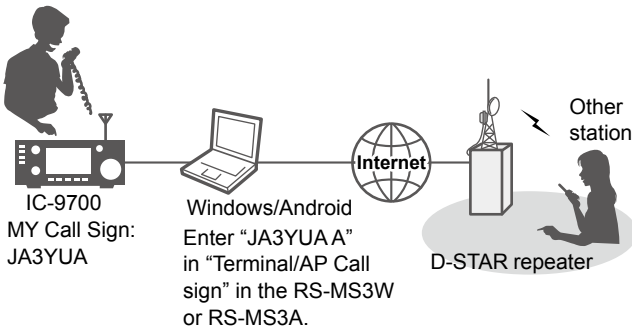 IC-9700
MY Call Sign:
JA3YUA
Windows/Android
Enter “JA3YUA A”
in “Terminal/AP Call
sign” in the RS-MS3W
or RS-MS3A.
Internet
D-STAR repeater
Other
station